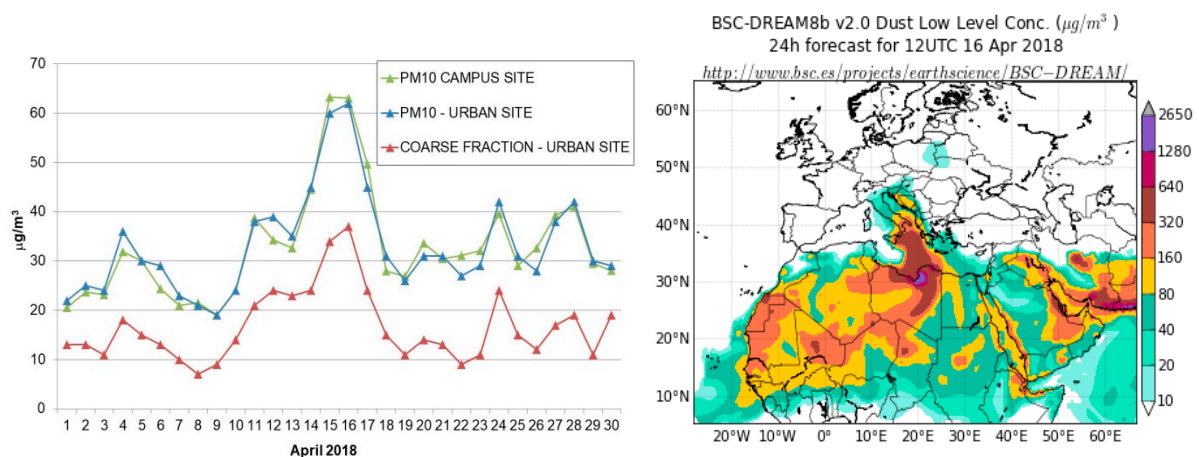 70
60
50
40
30
20
10
0
µg/m³
PM10 CAMPUS SITE
PM10 - URBAN SITE
COARSE FRACTION - URBAN SITE
1 2 3 4 5 6 7 8 9 10 11 12 13 14 15 16 17 18 19 20 21 22 23 24 25 26 27 28 29 30
April 2018
BSC-DREAM8b v2.0 Dust Low Level Conc. (µg/m³ )
24h forecast for 12UTC 16 Apr 2018
http://www.bsc.es/projects/earthscience/BSC−DREAM/
60°N
50°N
40°N
30°N
20°N
10°N
20°W 10°W 0° 10°E 20°E 30°E 40°E 50°E 60°E
2650
1280
640
320
160
80
40
20
10